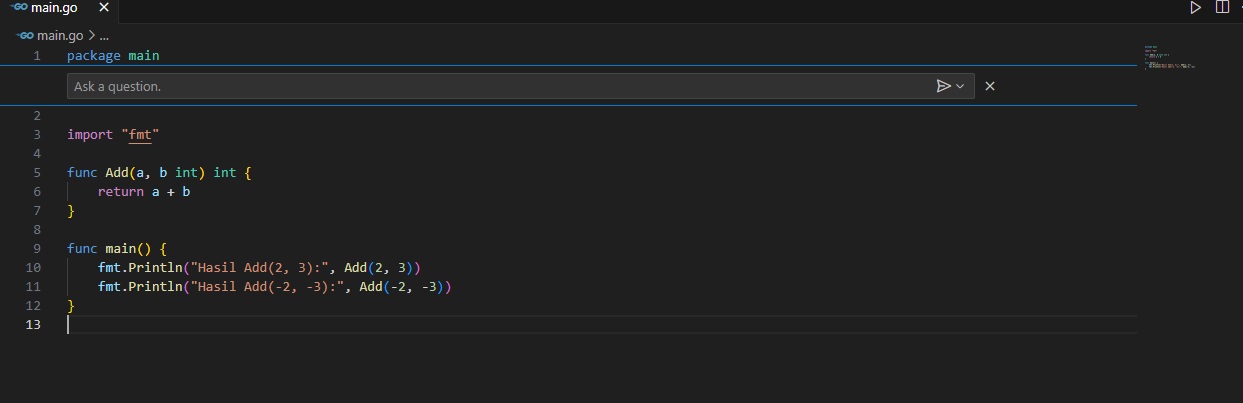 GO main.go ×
GO main.go > ...
1 package main
Ask a question.
2
3 import "fmt"
4
5 func Add(a, b int) int {
6 return a + b
7 }
8
9 func main() {
10 fmt.Println("Hasil Add(2, 3):", Add(2, 3))
11 fmt.Println("Hasil Add(-2, -3):", Add(-2, -3))
12 }
13